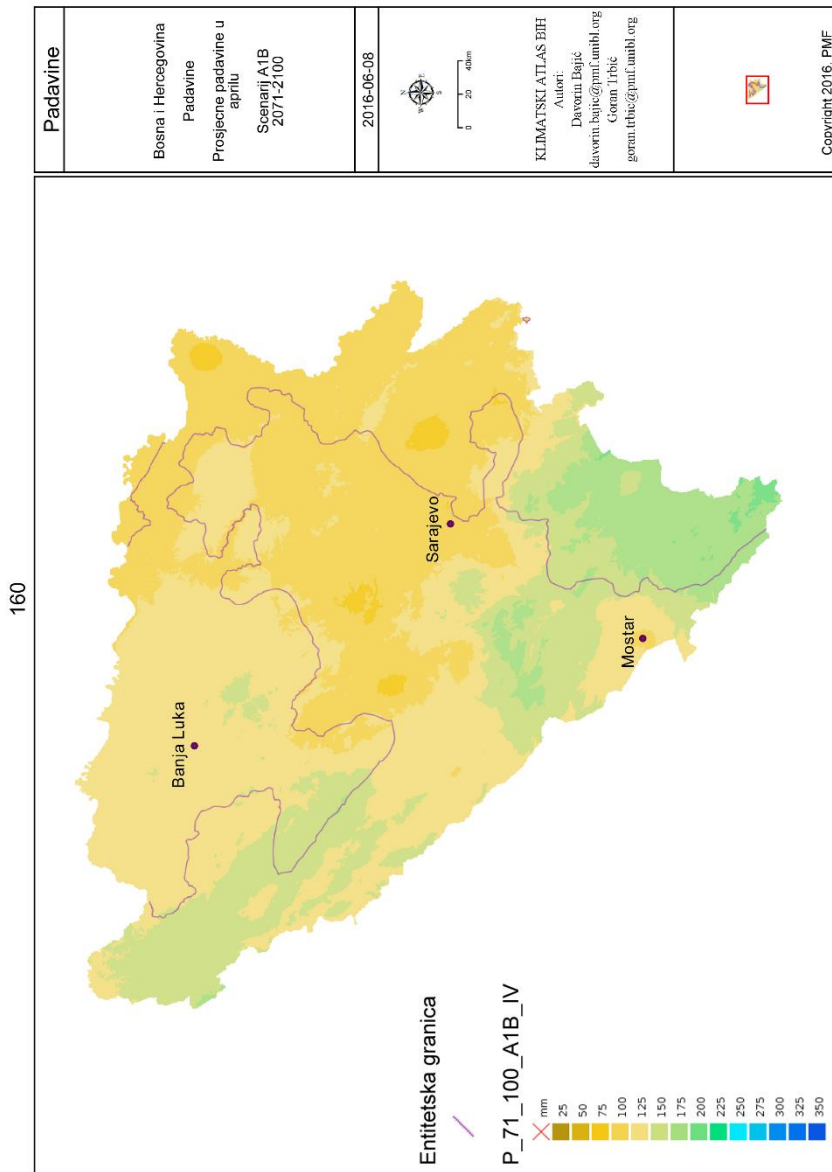 160
Padavine
Bosna i Hercegovina
Padavine
Prosjecne padavine u
aprilu
Scenarij A1B
2071-2100
2016-06-08
N
W
E
S
0 20 40km
KLIMATSKI ATLAS BIH
Autori:
Davorin Bajić
davorin.bajic@pmf.unibl.org
Goran Trbić
goran.trbic@pmf.unibl.org
Copyright 2016. PMF
Banja Luka
Sarajevo
Mostar
Entitetska granica
P_71_100_A1B_IV
mm
25
50
75
100
125
150
175
200
225
250
275
300
325
350